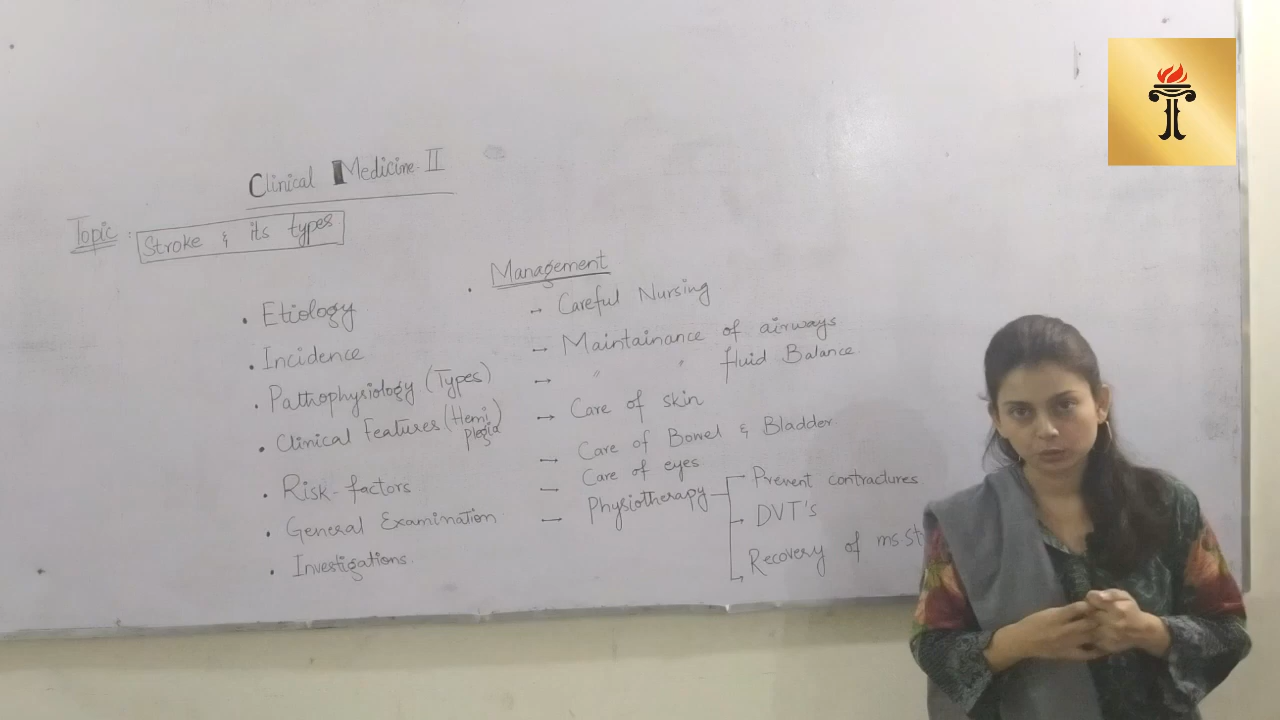 Clinical Medicine-II
Topic : Stroke & its types
• Etiology
• Incidence
• Pathophysiology (Types)
• Clinical Features (Hemi
plegia)
• Risk-factors
• General Examination
• Investigations.
• Management
→ Careful Nursing
→ Maintainance of airways
→ " " fluid Balance
→ Care of skin
→ Care of Bowel & Bladder.
→ Care of eyes
→ Physiotherapy
Prevent contractures
→ DVT's
→ Recovery of ms.st